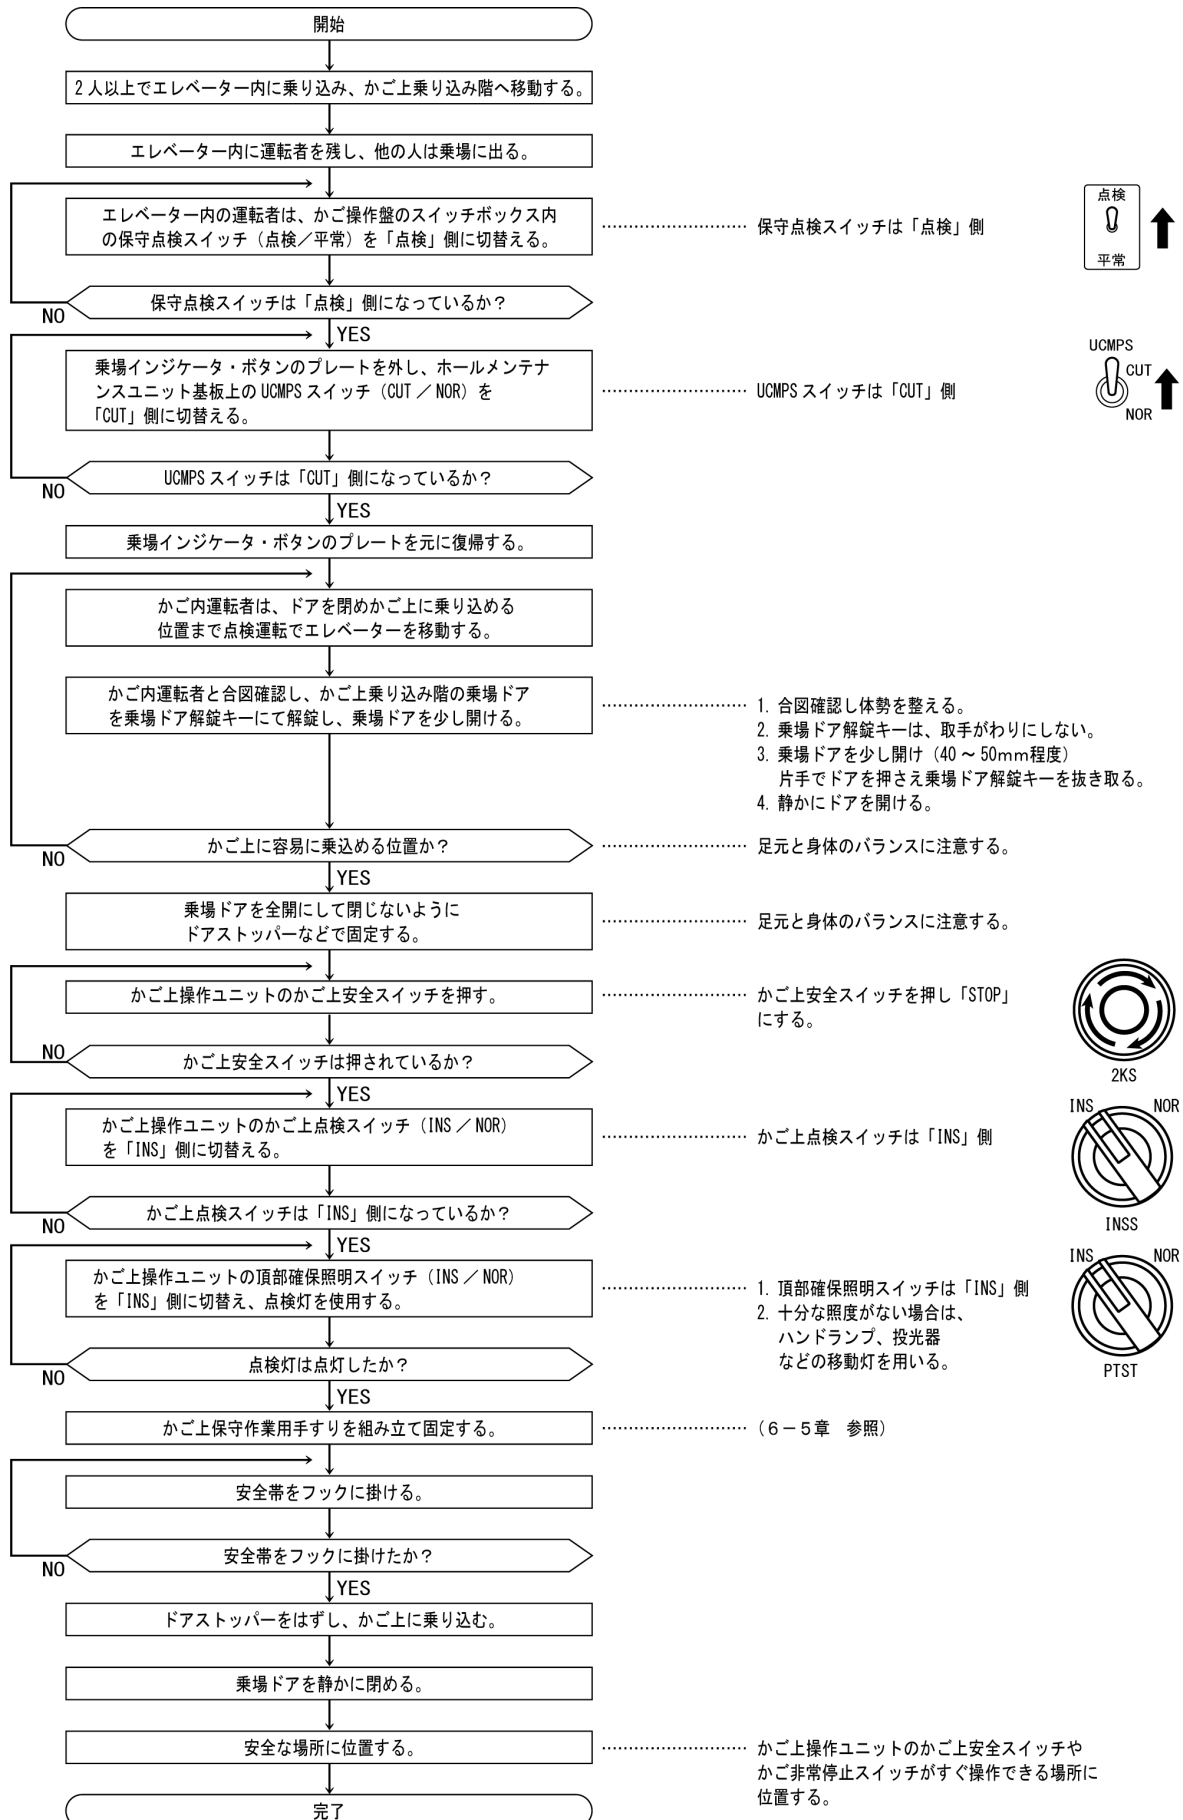 開始
2人以上でエレベーター内に乗り込み、かご上乗り込み階へ移動する。
エレベーター内に運転者を残し、他の人は乗場に出る。
エレベーター内の運転者は、かご操作盤のスイッチボックス内
の保守点検スイッチ（点検／平常）を「点検」側に切替える。
保守点検スイッチは「点検」側
点検
平常
保守点検スイッチは「点検」側になっているか？
NO
YES
乗場インジケータ・ボタンのプレートを外し、ホールメンテナ
ンスユニット基板上の UCMPS スイッチ（CUT ／ NOR）を
「CUT」側に切替える。
UCMPS スイッチは「CUT」側
UCMPS
CUT
NOR
UCMPS スイッチは「CUT」側になっているか？
NO
YES
乗場インジケータ・ボタンのプレートを元に復帰する。
かご内運転者は、ドアを閉めかご上に乗り込める
位置まで点検運転でエレベーターを移動する。
かご内運転者と合図確認し、かご上乗り込み階の乗場ドア
を乗場ドア解錠キーにて解錠し、乗場ドアを少し開ける。
1. 合図確認し体勢を整える。
2. 乗場ドア解錠キーは、取手がわりにしない。
3. 乗場ドアを少し開け（40 ～ 50mm程度）
片手でドアを押さえ乗場ドア解錠キーを抜き取る。
4. 静かにドアを開ける。
かご上に容易に乗込める位置か？
足元と身体のバランスに注意する。
NO
YES
乗場ドアを全開にして閉じないように
ドアストッパーなどで固定する。
足元と身体のバランスに注意する。
かご上操作ユニットのかご上安全スイッチを押す。
かご上安全スイッチを押し「STOP」
にする。
2KS
かご上安全スイッチは押されているか？
NO
YES
かご上操作ユニットのかご上点検スイッチ（INS ／ NOR）
を「INS」側に切替える。
かご上点検スイッチは「INS」側
INS
NOR
INSS
かご上点検スイッチは「INS」側になっているか？
NO
YES
かご上操作ユニットの頂部確保照明スイッチ（INS ／ NOR）
を「INS」側に切替え、点検灯を使用する。
1. 頂部確保照明スイッチは「INS」側
2. 十分な照度がない場合は、
ハンドランプ、投光器
などの移動灯を用いる。
INS
NOR
PTST
点検灯は点灯したか？
NO
YES
かご上保守作業用手すりを組み立て固定する。
（６－５章　参照）
安全帯をフックに掛ける。
安全帯をフックに掛けたか？
NO
YES
ドアストッパーをはずし、かご上に乗り込む。
乗場ドアを静かに閉める。
安全な場所に位置する。
かご上操作ユニットのかご上安全スイッチや
かご非常停止スイッチがすぐ操作できる場所に
位置する。
完了